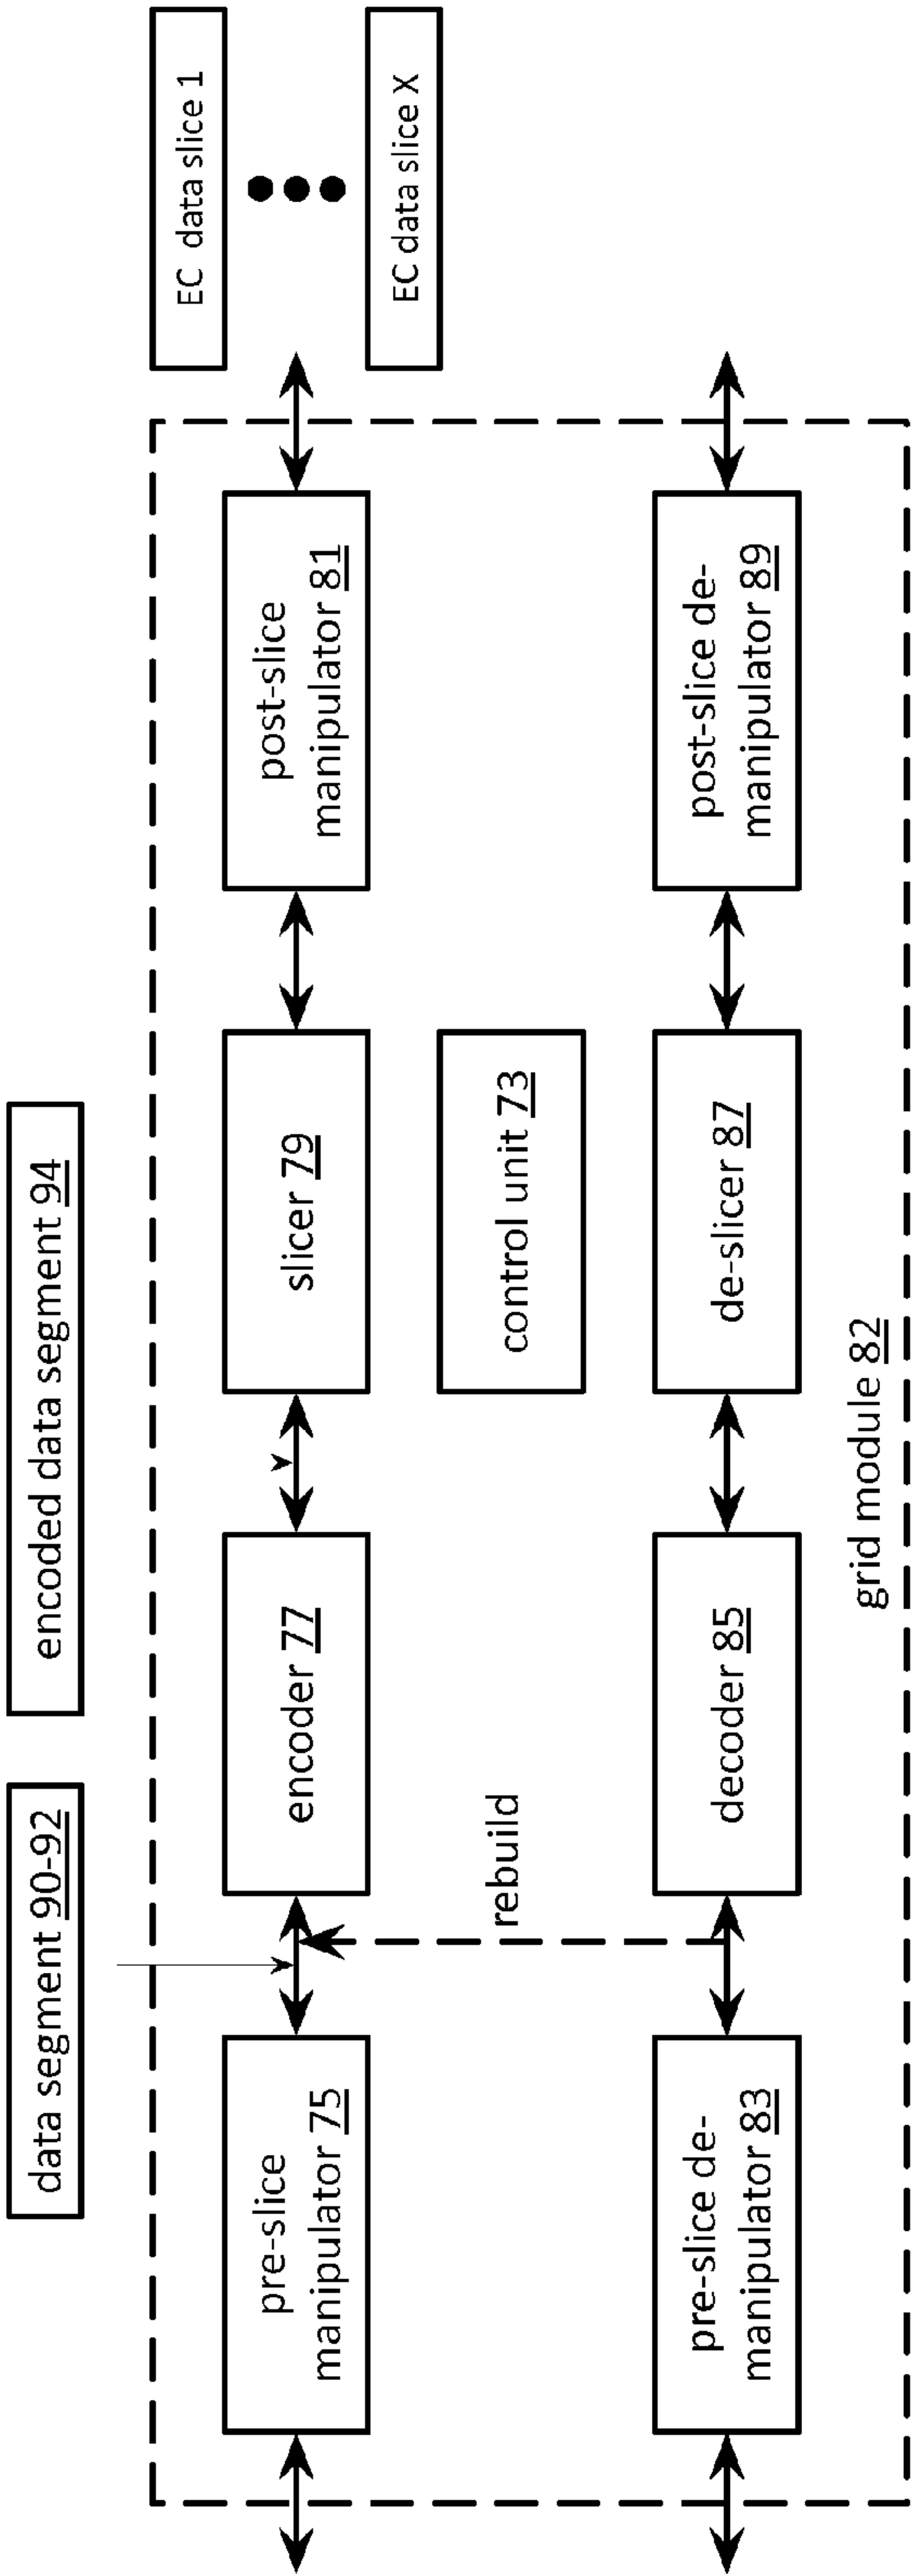 data segment 90-92
encoded data segment 94
EC data slice 1
EC data slice X
pre-slice
manipulator 75
encoder 77
slicer 79
post-slice
manipulator 81
rebuild
control unit 73
pre-slice de-
manipulator 83
decoder 85
de-slicer 87
post-slice de-
manipulator 89
grid module 82